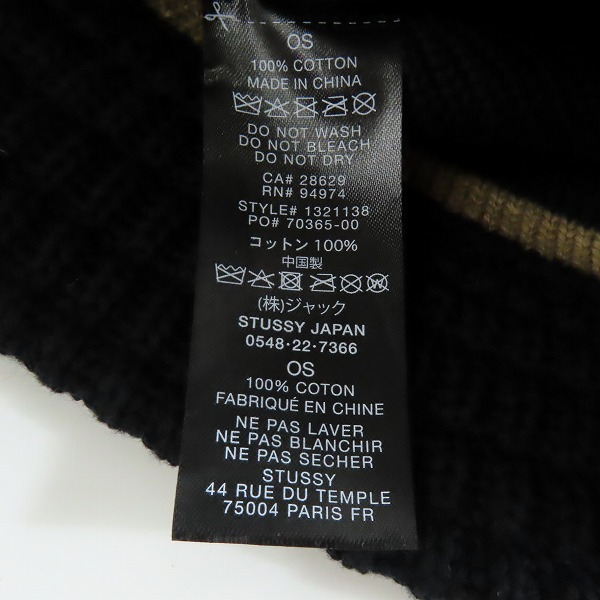 OS
100% COTTON
MADE IN CHINA
DO NOT WASH
DO NOT BLEACH
DO NOT DRY
CA# 28629
RN# 94974
STYLE# 1321138
PO# 70365-00
コットン 100%
中国製
(株)ジャック
STUSSY JAPAN
0548·22·7366
OS
100% COTON
FABRIQUÉ EN CHINE
NE PAS LAVER
NE PAS BLANCHIR
NE PAS SECHER
STUSSY
44 RUE DU TEMPLE
75004 PARIS FR